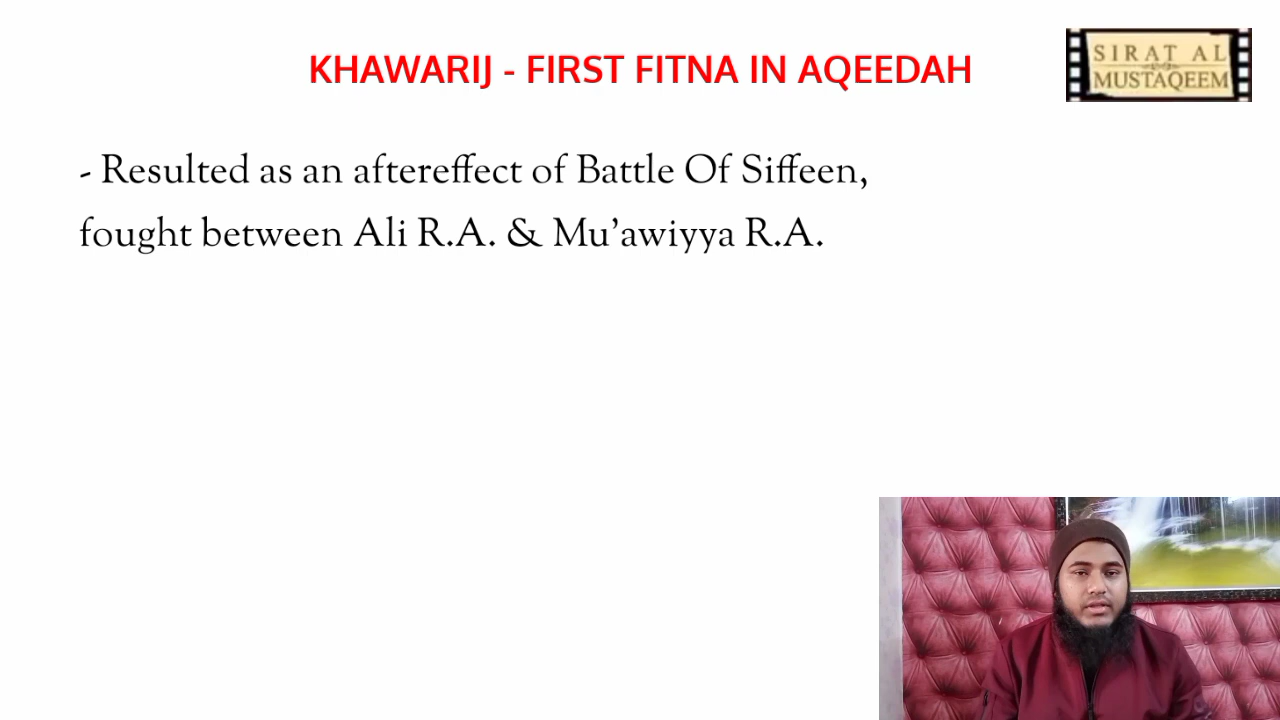 KHAWARIJ - FIRST FITNA IN AQEEDAH
SIRAT AL
MUSTAQEEM
- Resulted as an aftereffect of Battle Of Siffeen,
fought between Ali R.A. & Mu'awiyya R.A.